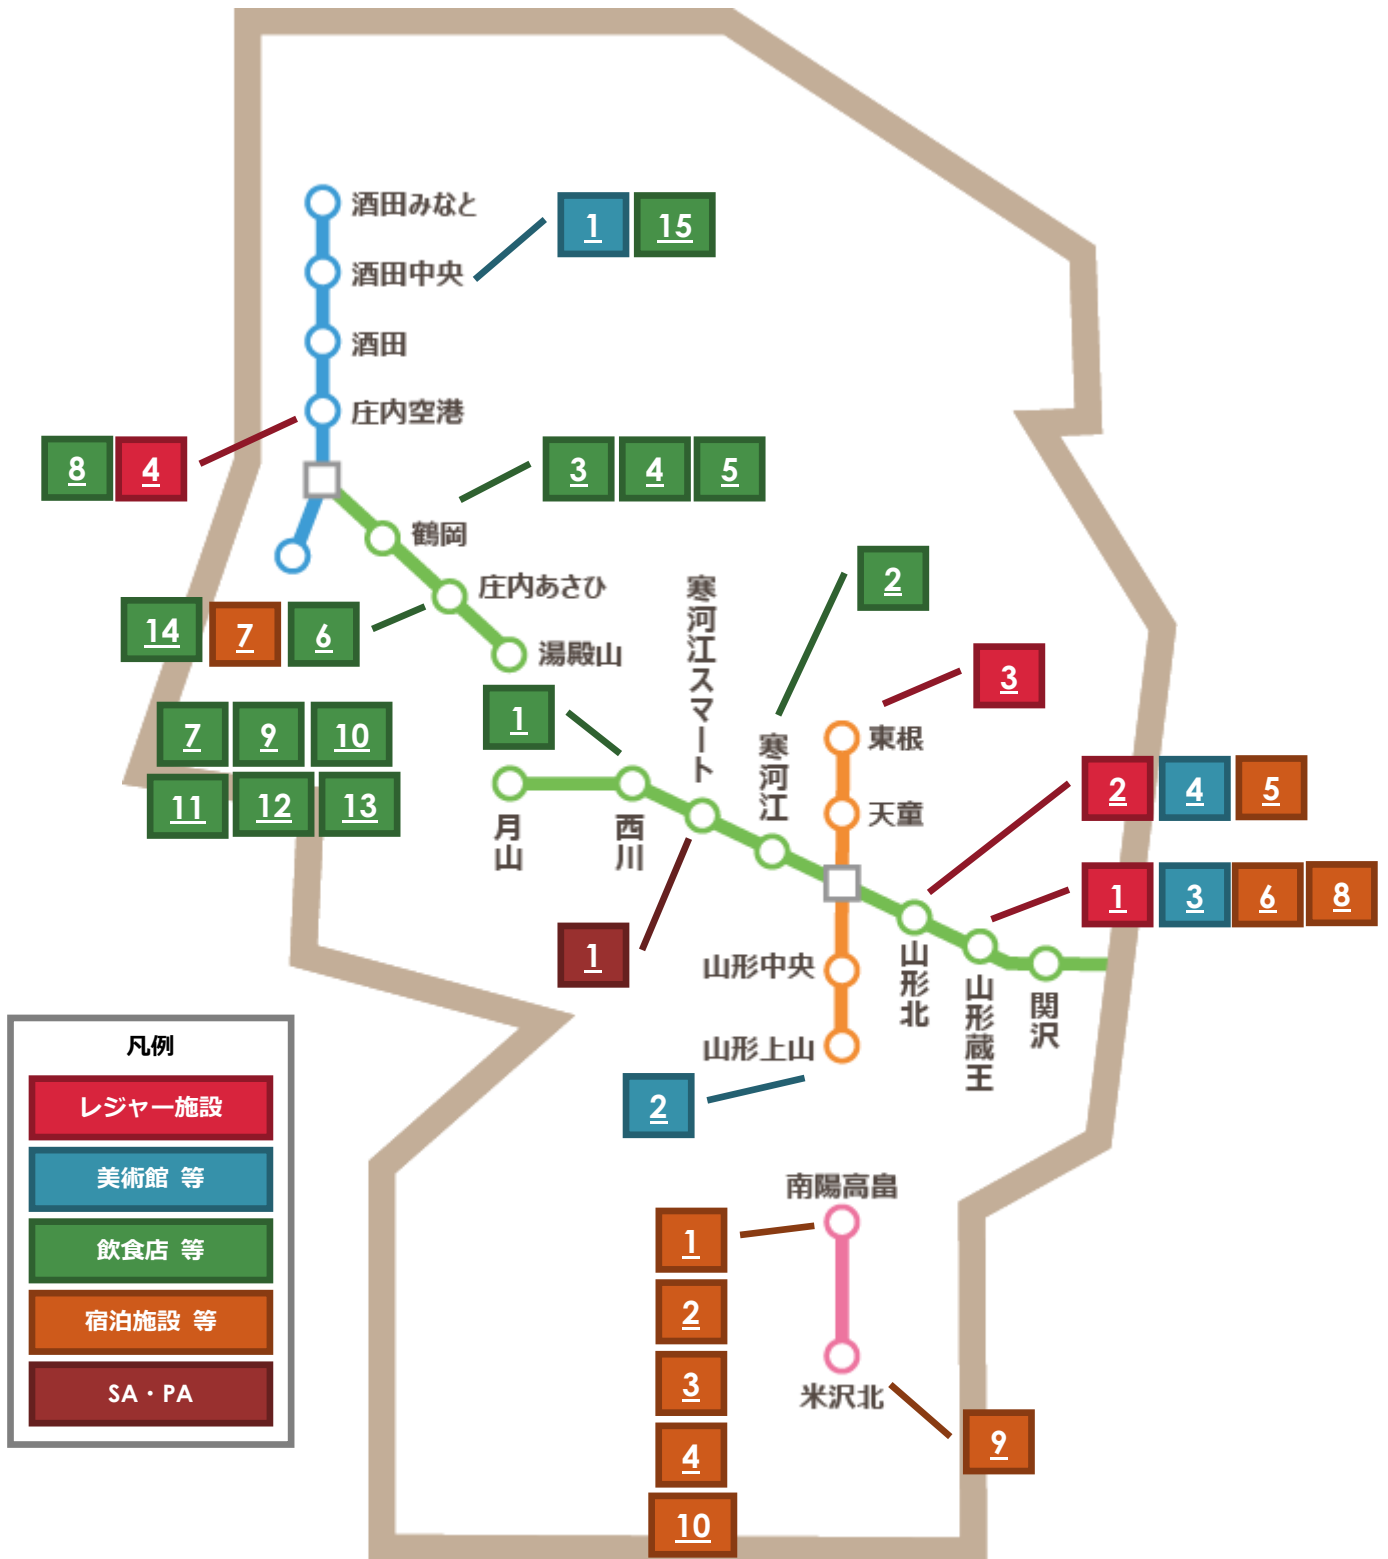 酒田みなと
1 15
酒田中央
酒田
庄内空港
8 4
3 4 5
鶴岡
庄内あさひ
湯殿山
14 7 6
7 9 10
11 12 13
1
2
3
寒河江スマート
寒河江
東根
天童
月山
西川
2 4 5
1 3 6 8
1
山形中央
山形上山
山形北
山形蔵王
関沢
2
南陽高畠
1
2
3
4
10
米沢北
9
凡例
レジャー施設
美術館 等
飲食店 等
宿泊施設 等
SA・PA